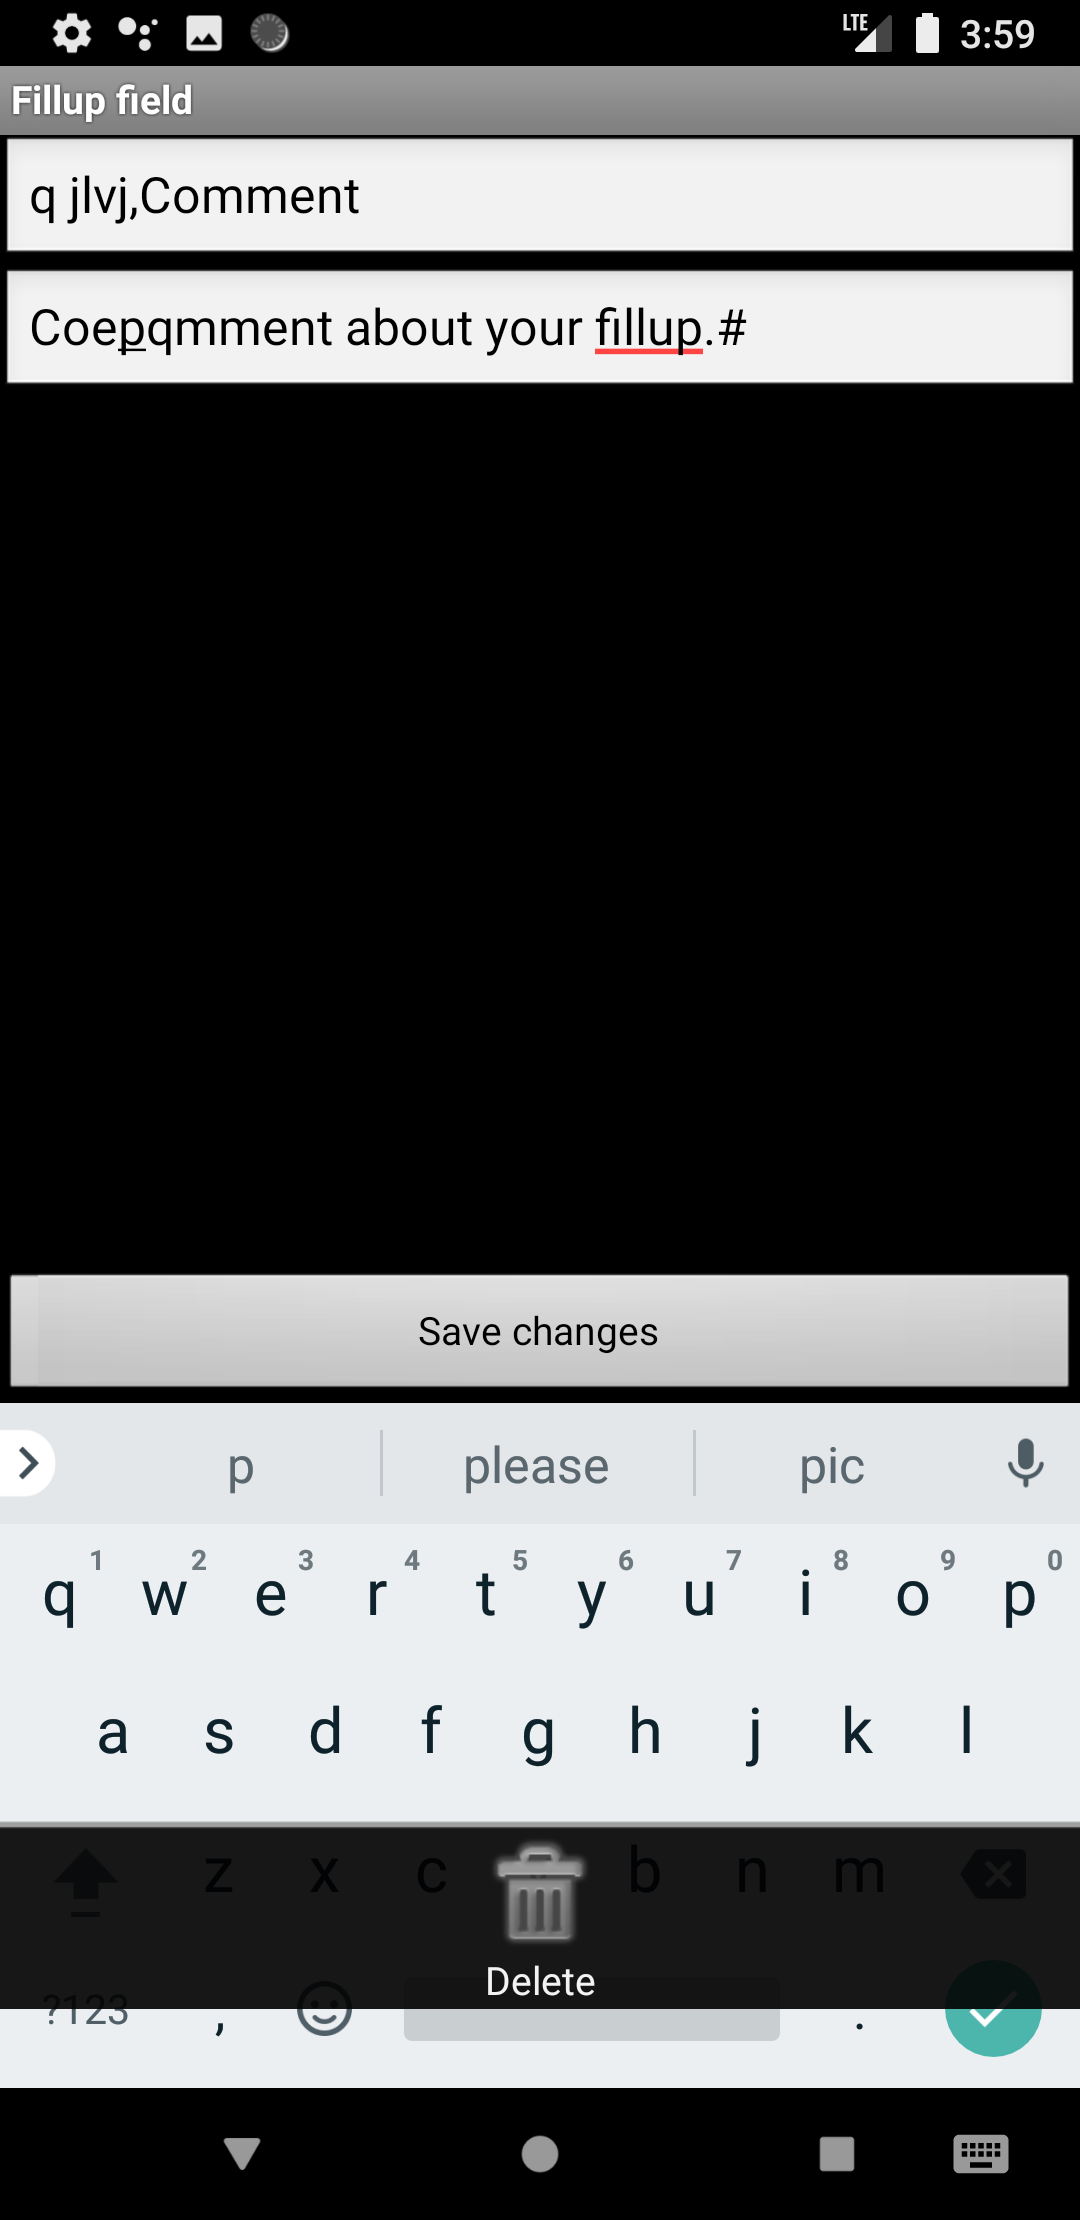 LTE 3:59
Fillup field
q jlvj,Comment
Coepqmment about your fillup.#
Save changes
p please pic
1 2 3 4 5 6 7 8 9 0
q w e r t y u i o p
a s d f g h j k l
z x c b n m
Delete
?123 , .